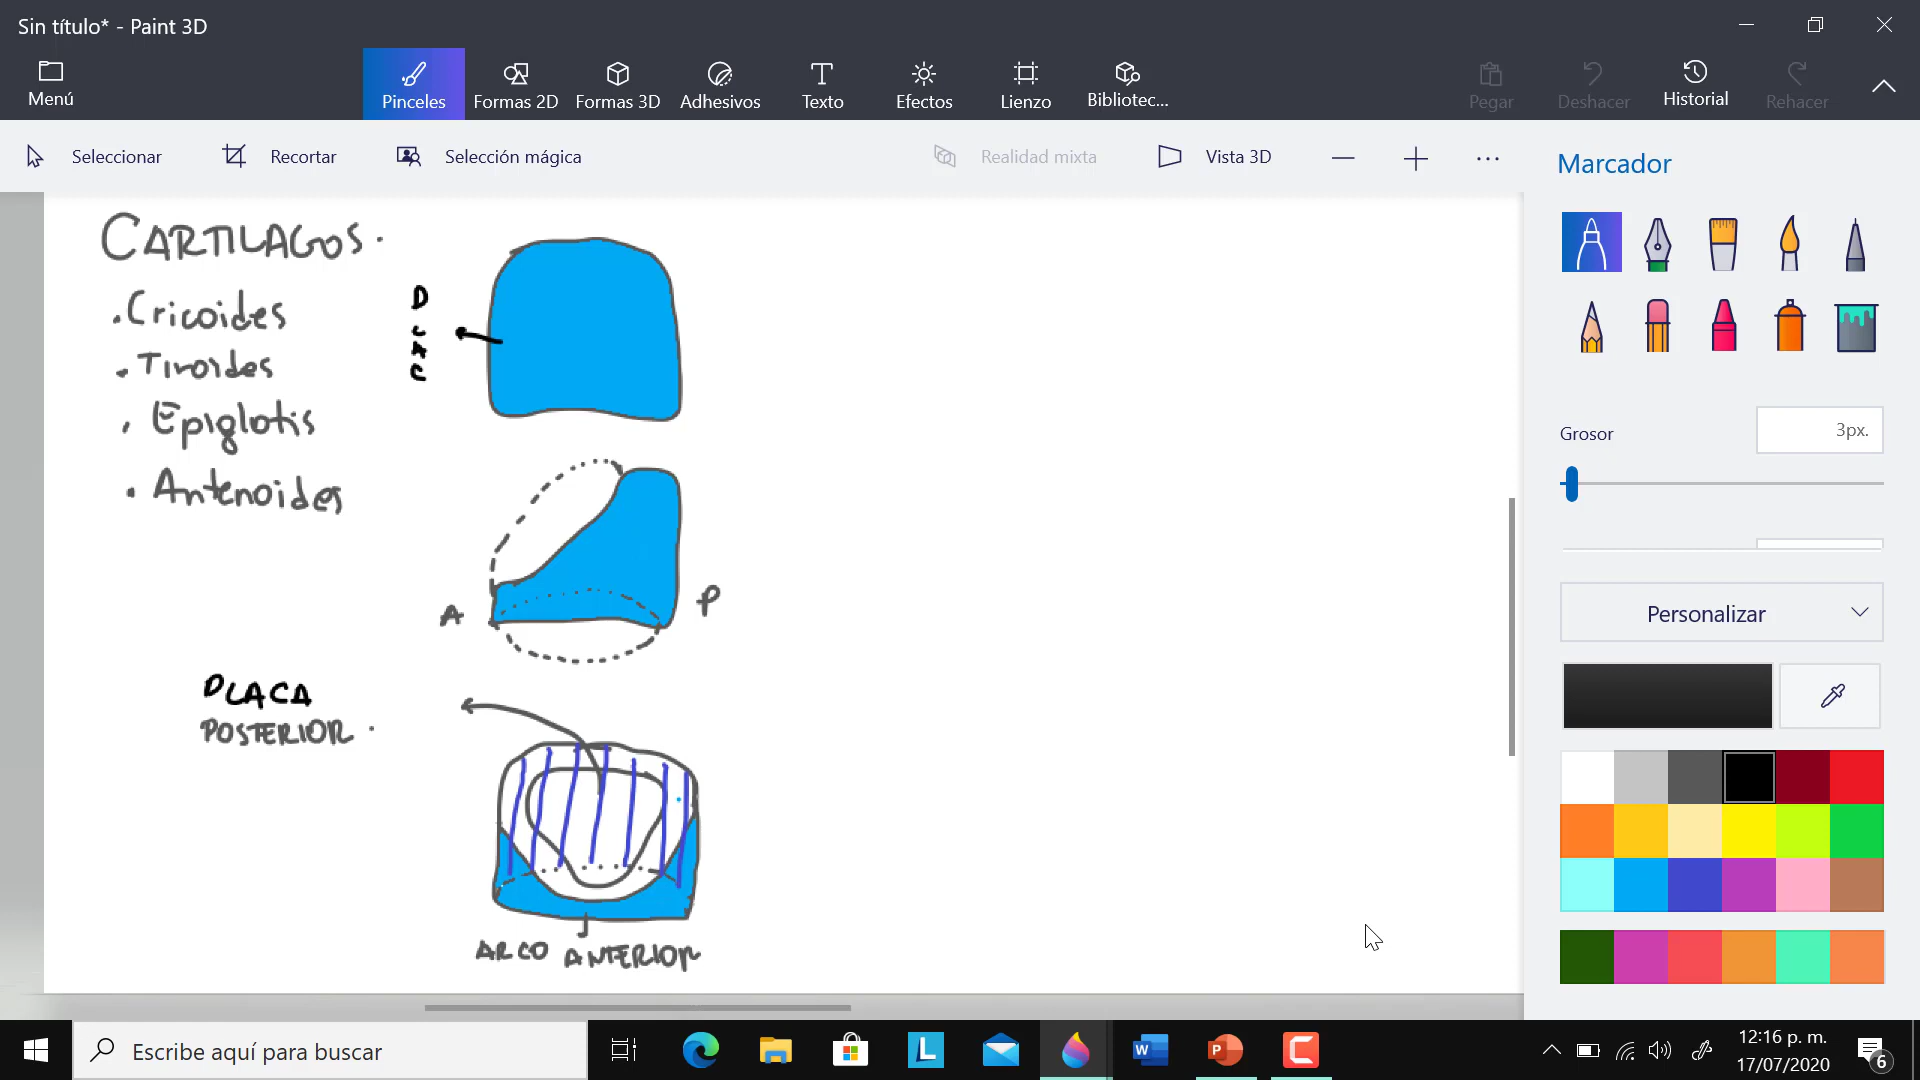 Sin título* - Paint 3D
Menú
Pinceles
Formas 2D
Formas 3D
Adhesivos
Texto
Efectos
Lienzo
Bibliotec...
Pegar
Deshacer
Historial
Rehacer
Seleccionar
Recortar
Selección mágica
Realidad mixta
Vista 3D
Marcador
Grosor
3px.
Personalizar
CARTILAGOS.
.Cricoides
.Tiroides
. Epiglotis
. Antenoides
A
P
PLACA
POSTERIOR.
ARCO ANTERIOR
Escribe aquí para buscar
12:16 p. m.
17/07/2020
6